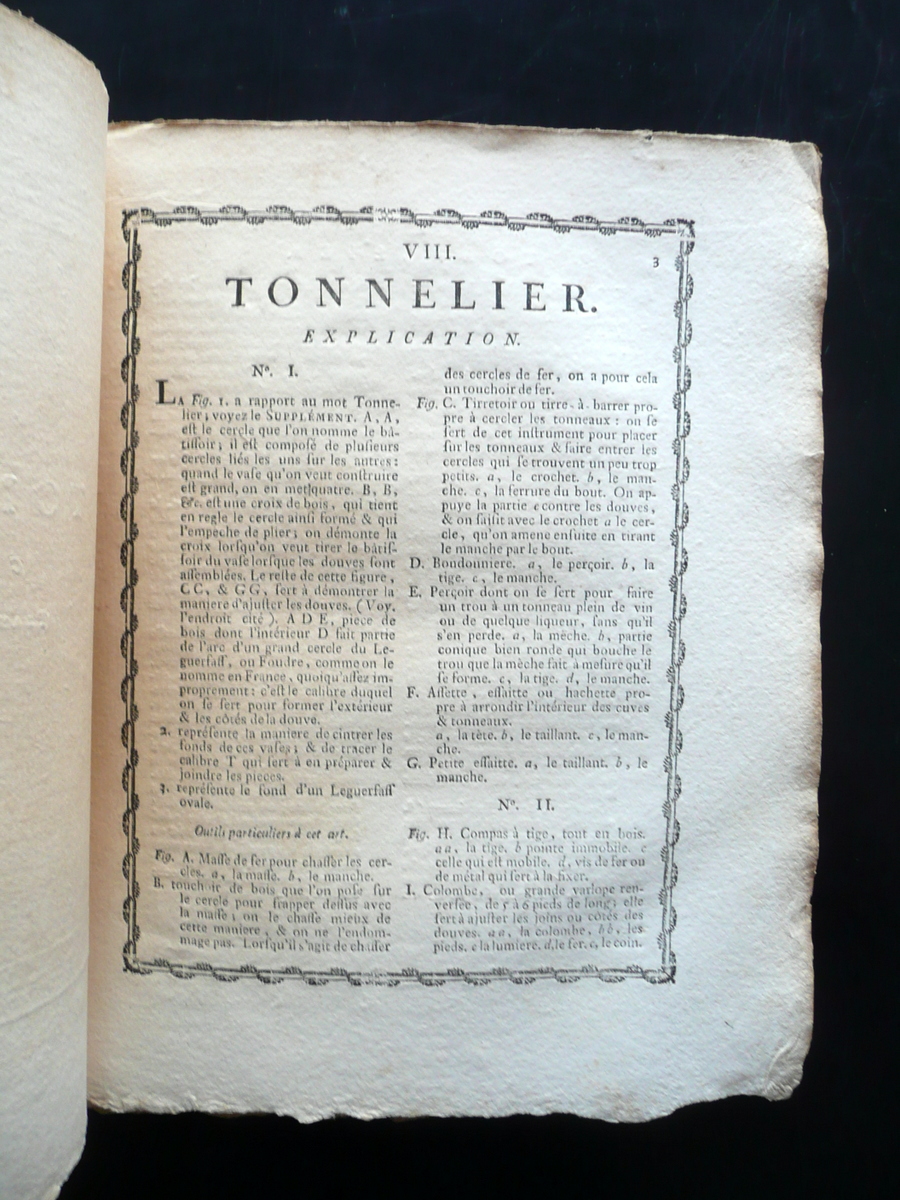 VIII.
3
TONNELIER.
EXPLICATION.
Nº. I.
LA Fig. 1. a rapport au mot Tonne-
lier; voyez le SUPPLÉMENT. A, A,
eſt le cercle que l'on nomme le bâ-
tiſſoir; il eſt compoſé de pluſieurs
cercles liés les uns ſur les autres:
quand le vaſe qu'on veut conſtruire
eſt grand, on en met quatre. B, B,
&c. eſt une croix de bois, qui tient
en regle le cercle ainſi formé & qui
l'empeche de plier; on démonte la
croix lorſqu'on veut tirer le bâtiſ-
ſoir du vaſe lorſque les douves ſont
aſſemblées. Le reſte de cette figure,
CC, & GG, ſert à démontrer la
maniere d'ajuſter les douves. (Voy.
l'endroit cité). A D E, piece de
bois dont l'intérieur D fait partie
de l'arc d'un grand cercle du Le-
guerfaſſ, ou Foudre, comme on le
nomme en France, quoiqu'aſſez im-
proprement: c'eſt le calibre duquel
on ſe ſert pour former l'extérieur
& les côtés de la douve.
2. repréſente la maniere de cintrer les
fonds de ces vaſes; & de tracer le
calibre T qui ſert à en préparer &
joindre les pieces.
3. repréſente le fond d'un Leguerfaſſ
ovale.
Outils particuliers à cet art.
Fig. A. Maſſe de fer pour chaſſer les cer-
cles. a, la maſſe. b, le manche.
B. touchoir de bois que l'on poſe ſur
le cercle pour frapper deſſus avec
la maſſe; on le chaſſe mieux de
cette maniere, & on ne l'endom-
mage pas. Lorſqu'il s'agit de chaſſer
des cercles de fer, on a pour cela
un touchoir de fer.
Fig. C. Tirretoir ou tirre-à-barrer pro-
pre à cercler les tonneaux: on ſe
ſert de cet inſtrument pour placer
ſur les tonneaux & faire entrer les
cercles qui ſe trouvent un peu trop
petits. a, le crochet. b, le man-
che. c, la ferrure du bout. On ap-
puye la partie c contre les douves,
& on ſaiſit avec le crochet a le cer-
cle, qu'on amene enſuite en tirant
le manche par le bout.
D. Bondonniere. a, le perçoir. b, la
tige. c, le manche.
E. Perçoir dont on ſe ſert pour faire
un trou à un tonneau plein de vin
ou de quelque liqueur, ſans qu'il
s'en perde. a, la mèche. b, partie
conique bien ronde qui bouche le
trou que la mèche fait à meſure qu'il
ſe forme. c, la tige. d, le manche.
F. Aſſette, eſſaitte ou hachette pro-
pre à arrondir l'intérieur des cuves
& tonneaux.
a, la tête. b, le taillant. c, le man-
che.
G. Petite eſſaitte. a, le taillant. b, le
manche.
Nº. II.
Fig. H. Compas à tige, tout en bois.
aa, la tige. b pointe immobile. c
celle qui eſt mobile. d, vis de fer ou
de métal qui ſert à la fixer.
I. Colombe, ou grande varlope ren-
verſée, de 5 à 6 pieds de long; elle
ſert à ajuſter les joins ou côtés des
douves. aa, la colombe. bb, les
pieds. c la lumiere. d, le fer. e, le coin.